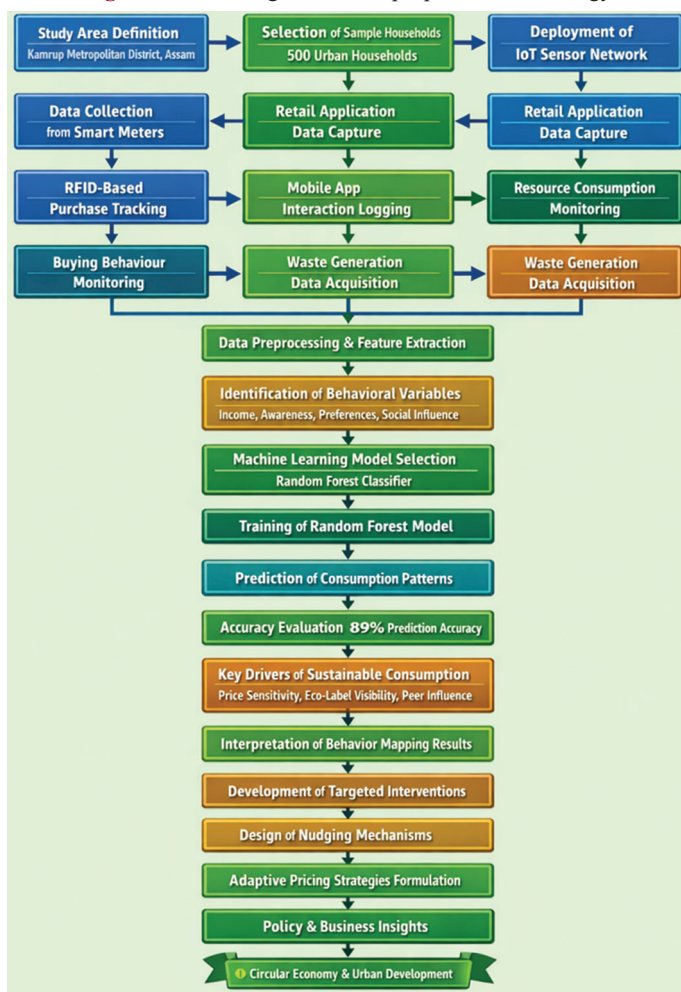 Study Area Definition
Kamrup Metropolitan District, Assam
Selection of Sample Households
500 Urban Households
Deployment of
IoT Sensor Network
Data Collection
from Smart Meters
Retail Application
Data Capture
Retail Application
Data Capture
RFID-Based
Purchase Tracking
Mobile App
Interaction Logging
Resource Consumption
Monitoring
Buying Behaviour
Monitoring
Waste Generation
Data Acquisition
Waste Generation
Data Acquisition
Data Preprocessing & Feature Extraction
Identification of Behavioral Variables
Income, Awareness, Preferences, Social Influence
Machine Learning Model Selection
Random Forest Classifier
Training of Random Forest Model
Prediction of Consumption Patterns
Accuracy Evaluation 89% Prediction Accuracy
Key Drivers of Sustainable Consumption
Price Sensitivity, Eco-Label Visibility, Peer Influence
Interpretation of Behavior Mapping Results
Development of Targeted Interventions
Design of Nudging Mechanisms
Adaptive Pricing Strategies Formulation
Policy & Business Insights
Circular Economy & Urban Development